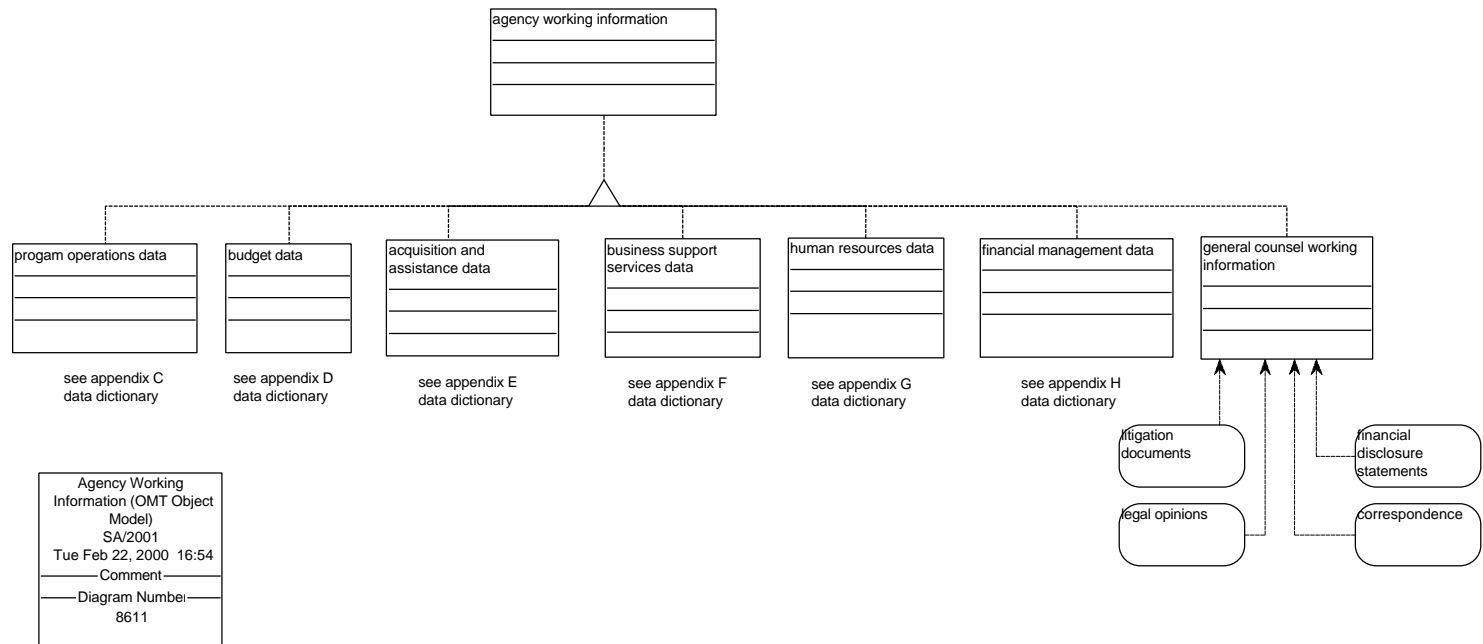 agency working information
progam operations data
budget data
acquisition and
assistance data
business support
services data
human resources data
financial management data
general counsel working
information
see appendix C
data dictionary
see appendix D
data dictionary
see appendix E
data dictionary
see appendix F
data dictionary
see appendix G
data dictionary
see appendix H
data dictionary
litigation
documents
financial
disclosure
statements
legal opinions
correspondence
Agency Working
Information (OMT Object
Model)
SA/2001
Tue Feb 22, 2000 16:54
Comment
Diagram Number
8611